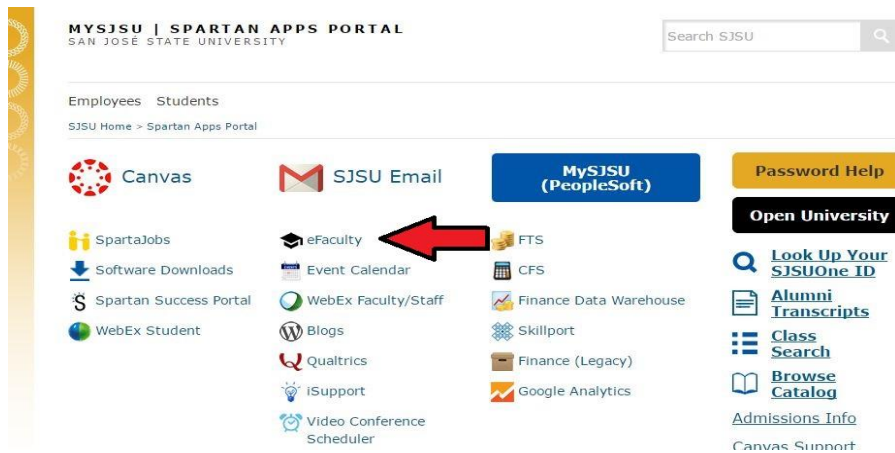 MYSJSU | SPARTAN APPS PORTAL
SAN JOSÉ STATE UNIVERSITY
Search SJSU
Employees Students
SJSU Home > Spartan Apps Portal
Canvas
SJSU Email
MySJSU
(PeopleSoft)
Password Help
Open University
SpartaJobs
Software Downloads
Spartan Success Portal
WebEx Student
eFaculty
Event Calendar
WebEx Faculty/Staff
Blogs
Qualtrics
iSupport
Video Conference
Scheduler
FTS
CFS
Finance Data Warehouse
Skillport
Finance (Legacy)
Google Analytics
Look Up Your
SJSUOne ID
Alumni
Transcripts
Class
Search
Browse
Catalog
Admissions Info
Canvas Support